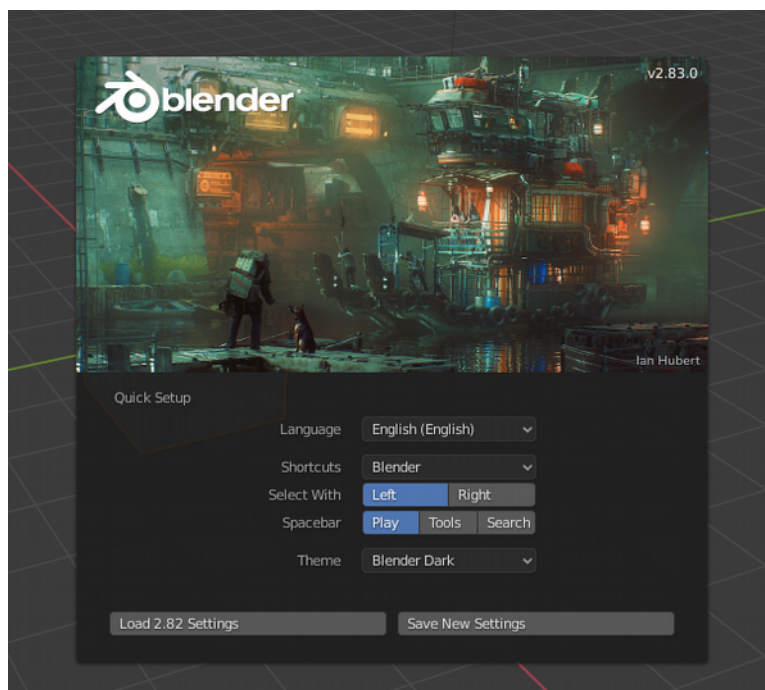 blender
v2.83.0
Ian Hubert
Quick Setup
Language English (English)
Shortcuts Blender
Select With Left Right
Spacebar Play Tools Search
Theme Blender Dark
Load 2.82 Settings Save New Settings